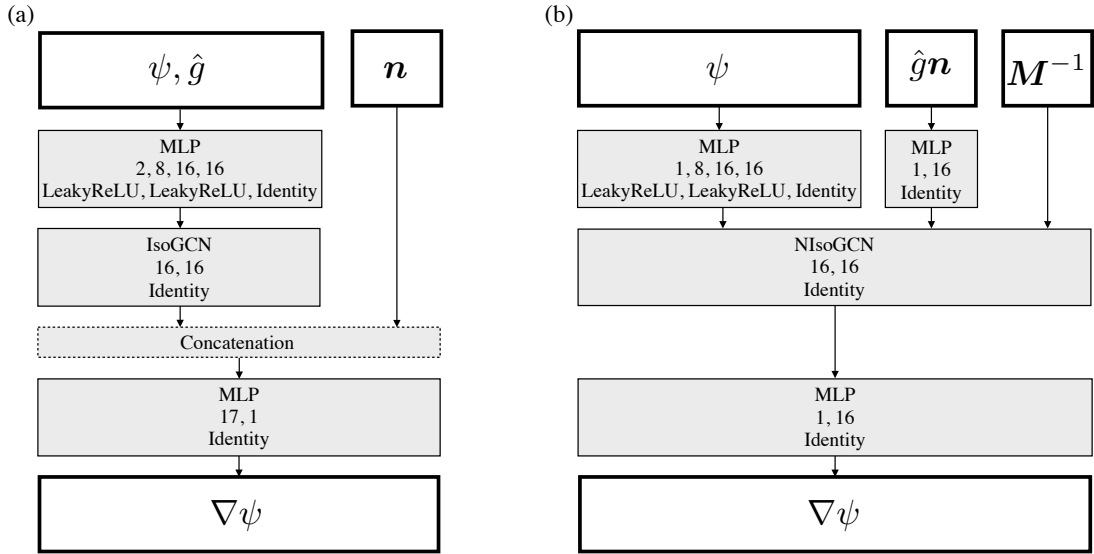 (a)
ψ, ĝ
n
MLP
2, 8, 16, 16
LeakyReLU, LeakyReLU, Identity
IsoGCN
16, 16
Identity
Concatenation
MLP
17, 1
Identity
∇ψ
(b)
ψ
ĝn
M⁻¹
MLP
1, 8, 16, 16
LeakyReLU, LeakyReLU, Identity
MLP
1, 16
Identity
NIsoGCN
16, 16
Identity
MLP
1, 16
Identity
∇ψ